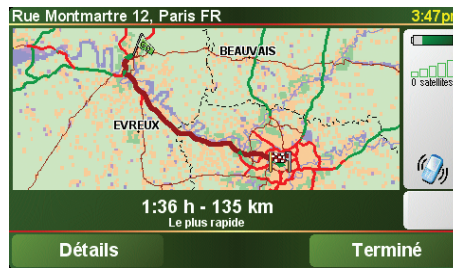 Rue Montmartre 12, Paris FR 3:47p
BEAUVAIS
0 satellites
EVREUX
1:36 h - 135 km
Le plus rapide
Détails Terminé